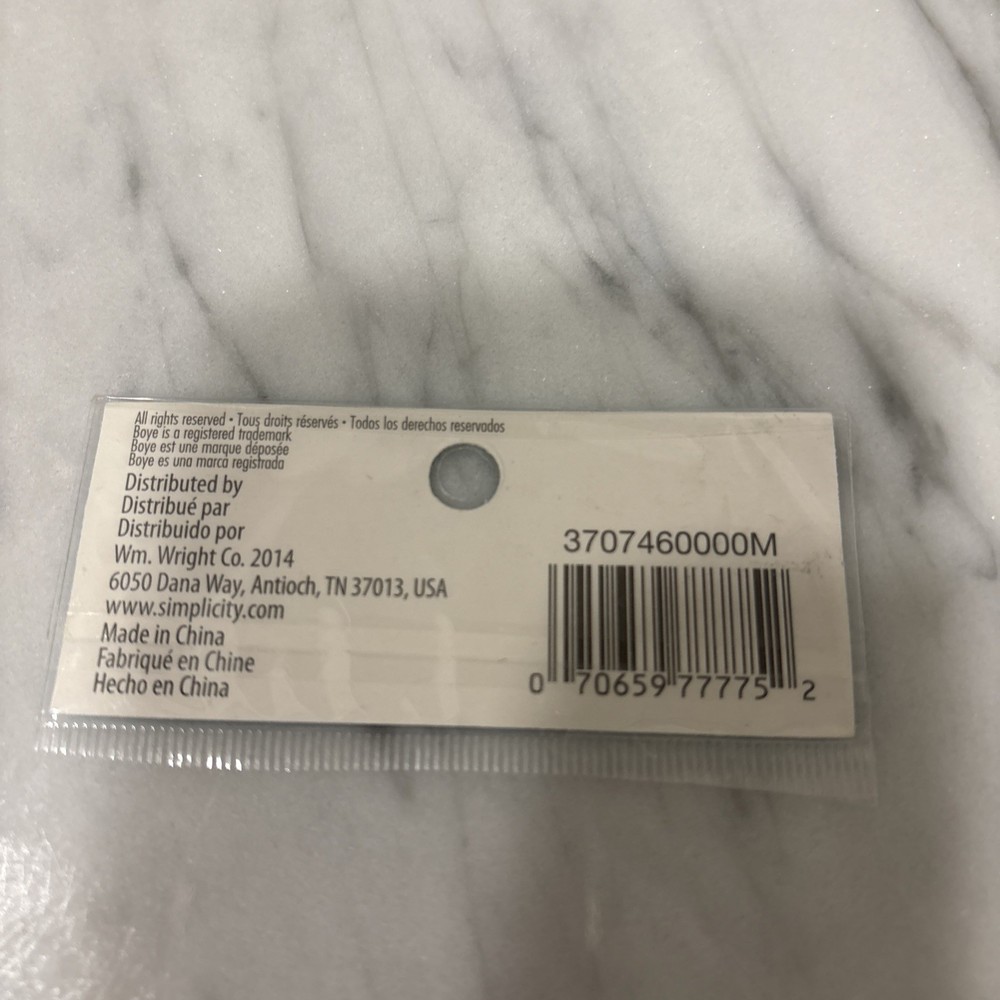 All rights reserved • Tous droits réservés • Todos los derechos reservados
Boye is a registered trademark
Boye est une marque déposée
Boye es una marca registrada
Distributed by
Distribué par
Distribuido por
Wm. Wright Co. 2014
6050 Dana Way, Antioch, TN 37013, USA
www.simplicity.com
Made in China
Fabriqué en Chine
Hecho en China
3707460000M
0 70659 77775 2